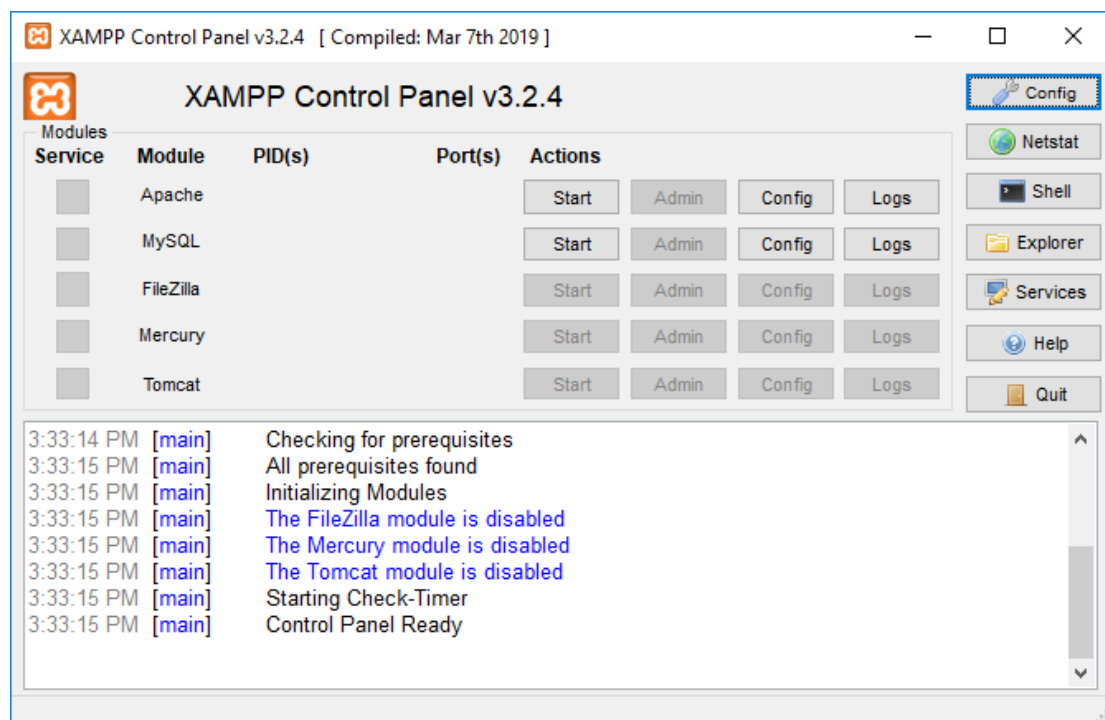 XAMPP Control Panel v3.2.4 [ Compiled: Mar 7th 2019 ]
XAMPP Control Panel v3.2.4
Config
Modules
Service Module PID(s) Port(s) Actions
Netstat
Apache Start Admin Config Logs
Shell
MySQL Start Admin Config Logs
Explorer
FileZilla Start Admin Config Logs
Services
Mercury Start Admin Config Logs
Help
Tomcat Start Admin Config Logs
Quit
3:33:14 PM [main] Checking for prerequisites
3:33:15 PM [main] All prerequisites found
3:33:15 PM [main] Initializing Modules
3:33:15 PM [main] The FileZilla module is disabled
3:33:15 PM [main] The Mercury module is disabled
3:33:15 PM [main] The Tomcat module is disabled
3:33:15 PM [main] Starting Check-Timer
3:33:15 PM [main] Control Panel Ready